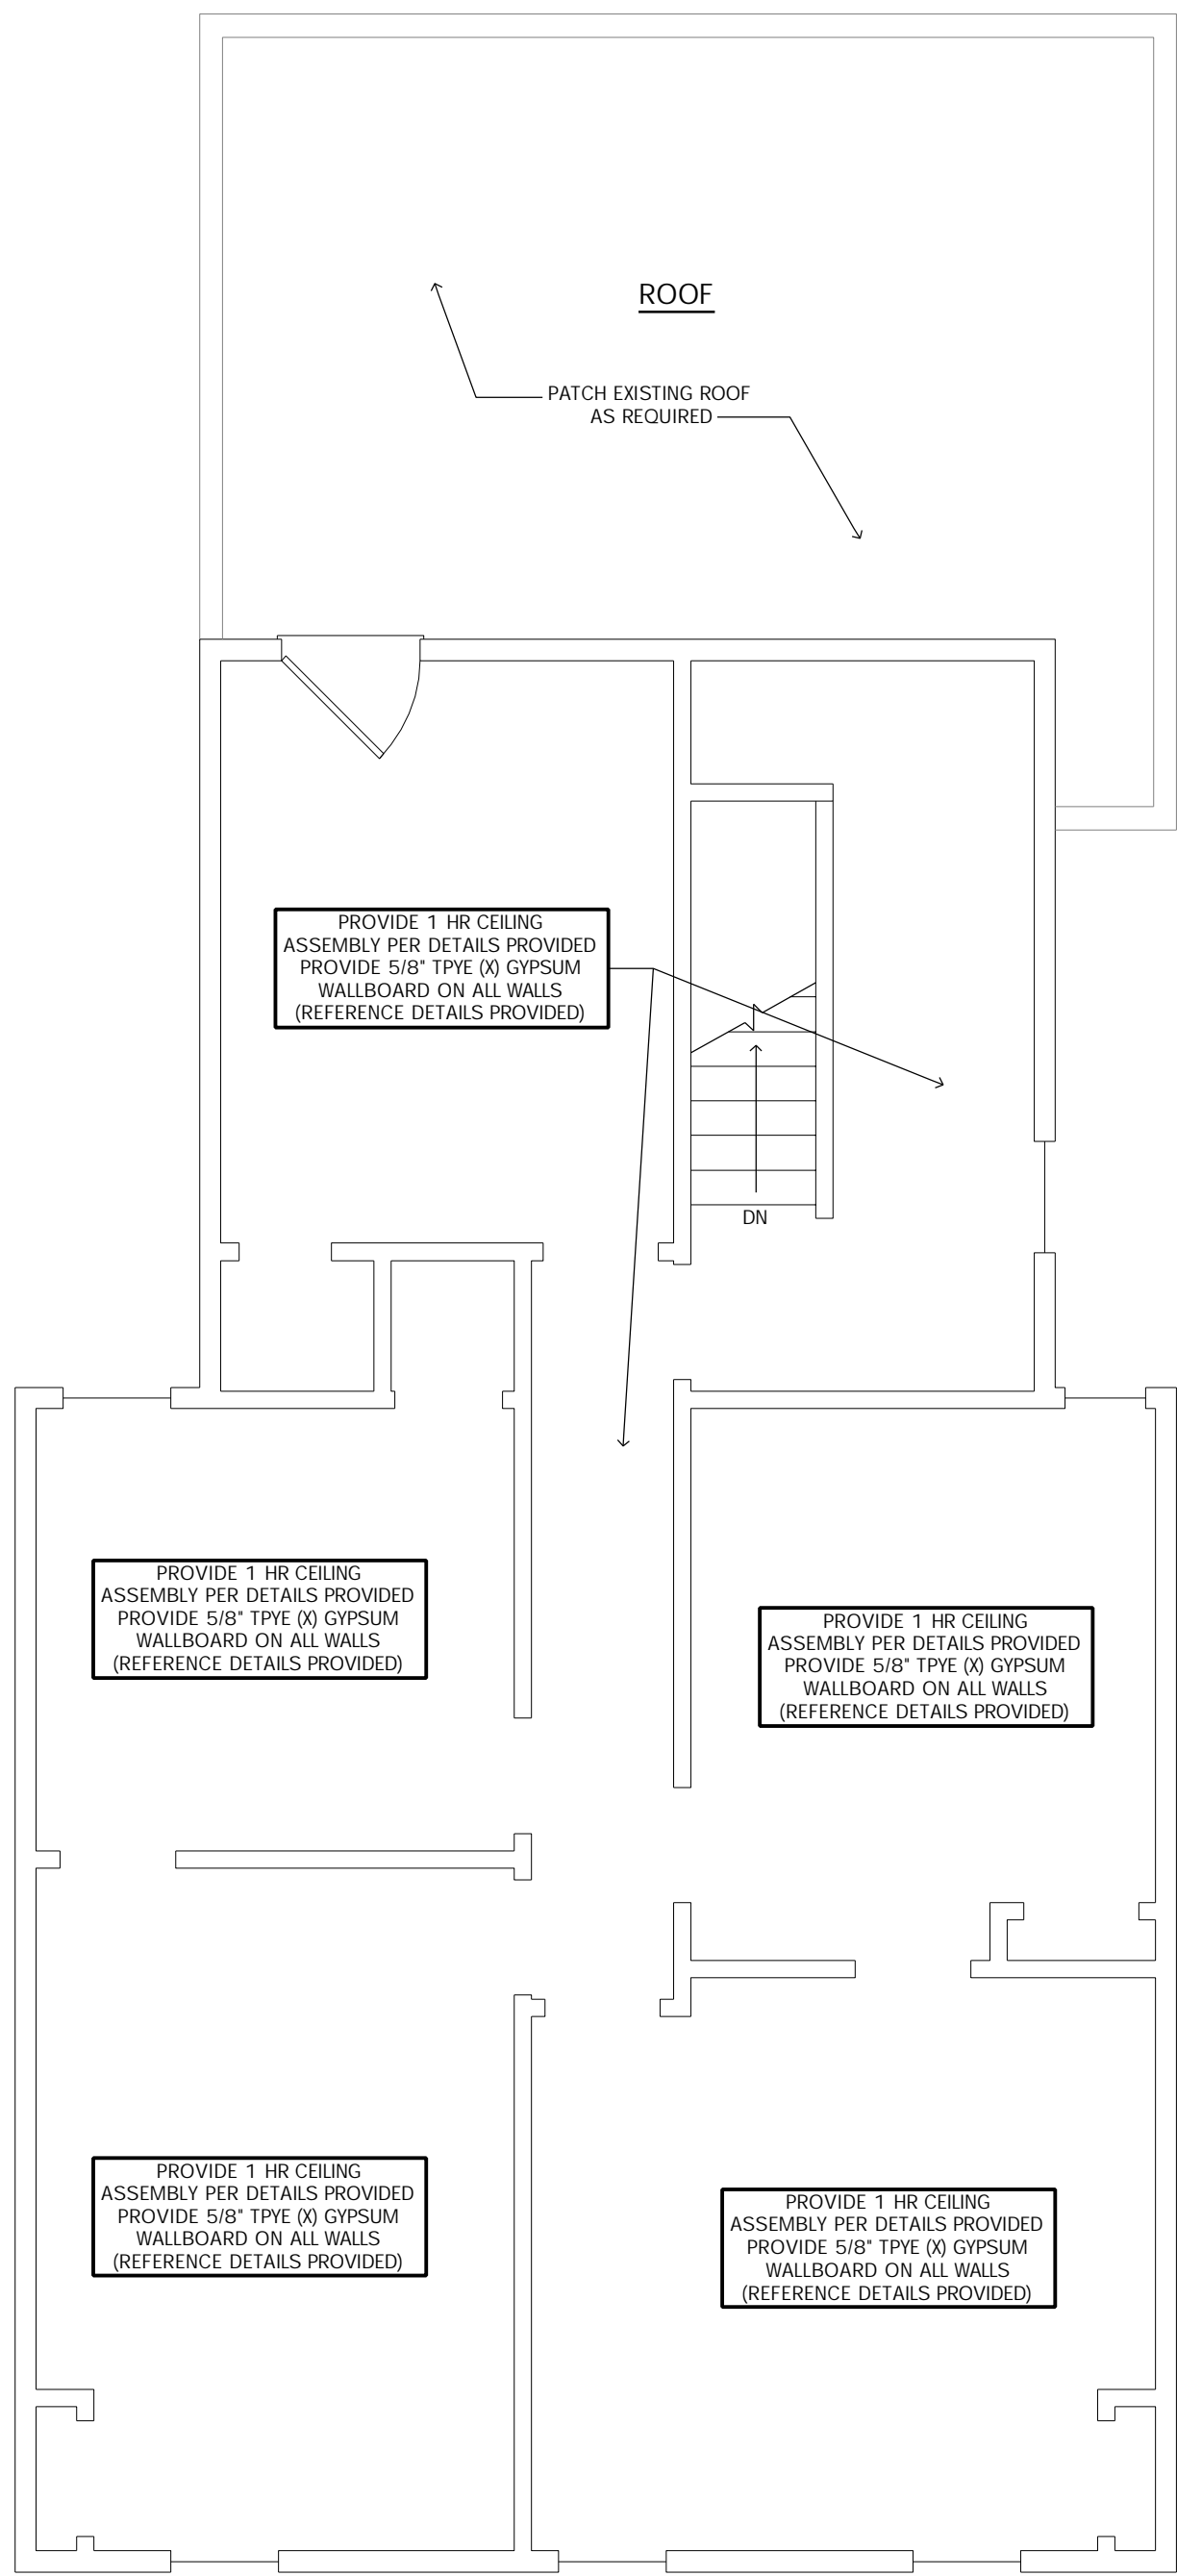 ROOF
PATCH EXISTING ROOF
AS REQUIRED
PROVIDE 1 HR CEILING
ASSEMBLY PER DETAILS PROVIDED
PROVIDE 5/8" TPYE (X) GYPSUM
WALLBOARD ON ALL WALLS
(REFERENCE DETAILS PROVIDED)
DN
PROVIDE 1 HR CEILING
ASSEMBLY PER DETAILS PROVIDED
PROVIDE 5/8" TPYE (X) GYPSUM
WALLBOARD ON ALL WALLS
(REFERENCE DETAILS PROVIDED)
PROVIDE 1 HR CEILING
ASSEMBLY PER DETAILS PROVIDED
PROVIDE 5/8" TPYE (X) GYPSUM
WALLBOARD ON ALL WALLS
(REFERENCE DETAILS PROVIDED)
PROVIDE 1 HR CEILING
ASSEMBLY PER DETAILS PROVIDED
PROVIDE 5/8" TPYE (X) GYPSUM
WALLBOARD ON ALL WALLS
(REFERENCE DETAILS PROVIDED)
PROVIDE 1 HR CEILING
ASSEMBLY PER DETAILS PROVIDED
PROVIDE 5/8" TPYE (X) GYPSUM
WALLBOARD ON ALL WALLS
(REFERENCE DETAILS PROVIDED)